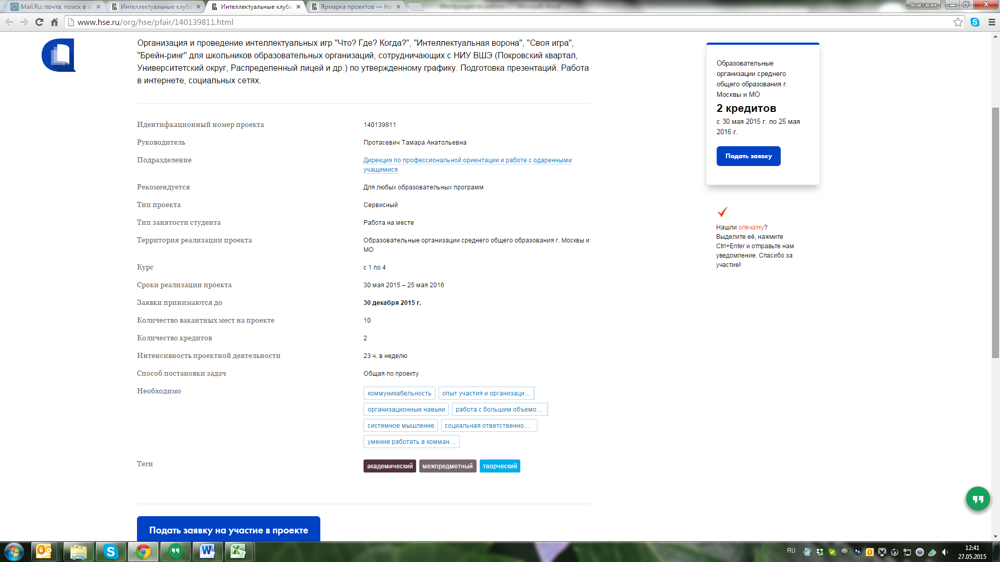 Mail.Ru: почта, поиск в и
Интеллектуальные клубь
Интеллектуальные клубь
Ярмарка проектов — На
Анастасия
www.hse.ru/org/hse/pfair/140139811.html
Организация и проведение интеллектуальных игр "Что? Где? Когда?", "Интеллектуальная ворона", "Своя игра",
"Брейн-ринг" для школьников образовательных организаций, сотрудничающих с НИУ ВШЭ (Покровский квартал,
Университетский округ, Распределенный лицей и др.) по утвержденному графику. Подготовка презентаций. Работа
в интернете, социальных сетях.
Идентифкационный номер проекта 140139811
Руководитель Протасевич Тамара Анатольевна
Подразделение Дирекция по профессиональной ориентации и работе с одаренными
учащимися
Рекомендуется Для любых образовательных программ
Тип проекта Сервисный
Тип занятости студента Работа на месте
Территория реализации проекта Образовательные организации среднего общего образования г. Москвы и
МО
Курс с 1 по 4
Сроки реализации проекта 30 мая 2015 – 25 мая 2016
Заявки принимаются до 30 декабря 2015 г.
Количество вакантных мест на проекте 10
Количество кредитов 2
Интенсивность проектной деятельности 23 ч. в неделю
Способ постановки задач Общая по проекту
Необходимо коммуникабельность опыт участия и организаци...
организационные навыки работа с большим объемо...
системное мышление социальная ответственно...
умение работать в комман...
Теги академический межпредметный творческий
Подать заявку на участие в проекте
Образовательные
организации среднего
общего образования г.
Москвы и МО
2 кредитов
с 30 мая 2015 г. по 25 мая
2016 г.
Подать заявку
Нашли опечатку?
Выделите её, нажмите
Ctrl+Enter и отправьте нам
уведомление. Спасибо за
участие!
RU
12:41
27.05.2015